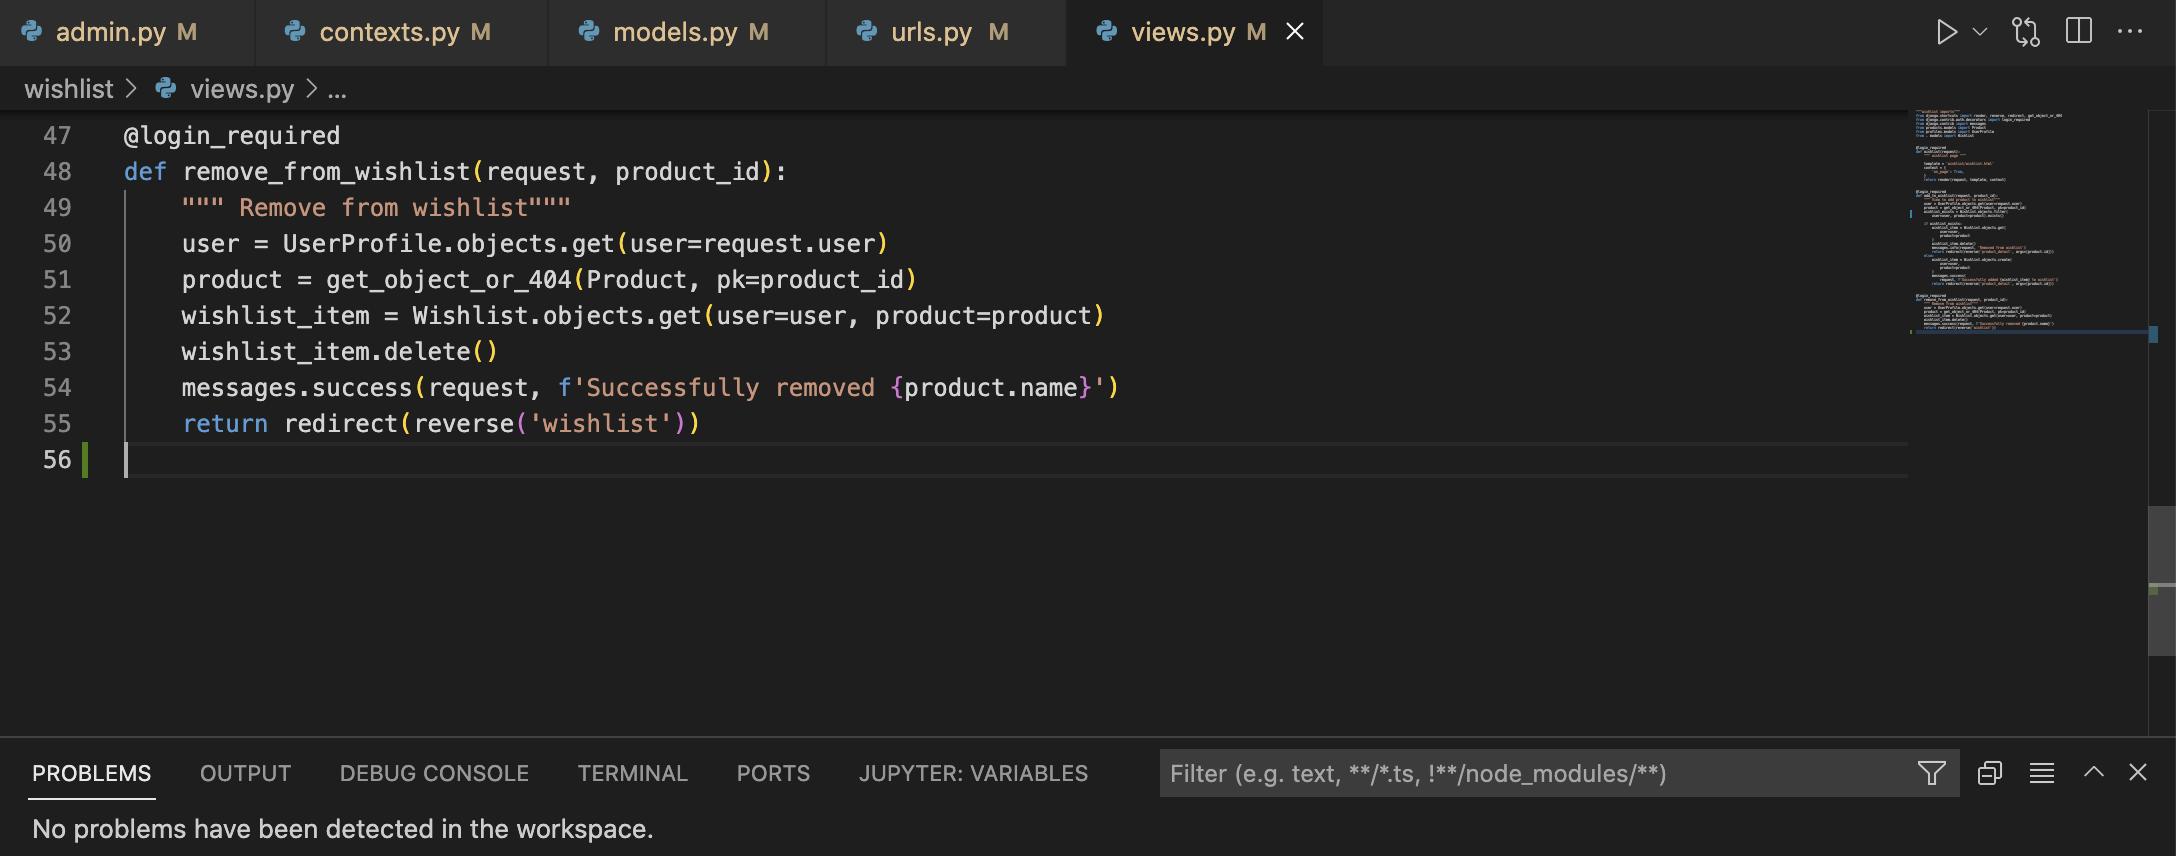 admin.py M contexts.py M models.py M urls.py M views.py M
wishlist > views.py > ...
47 @login_required
48 def remove_from_wishlist(request, product_id):
49     """ Remove from wishlist"""
50     user = UserProfile.objects.get(user=request.user)
51     product = get_object_or_404(Product, pk=product_id)
52     wishlist_item = Wishlist.objects.get(user=user, product=product)
53     wishlist_item.delete()
54     messages.success(request, f'Successfully removed {product.name}')
55     return redirect(reverse('wishlist'))
56
PROBLEMS OUTPUT DEBUG CONSOLE TERMINAL PORTS JUPYTER: VARIABLES Filter (e.g. text, **/*.ts, !**/node_modules/**)
No problems have been detected in the workspace.